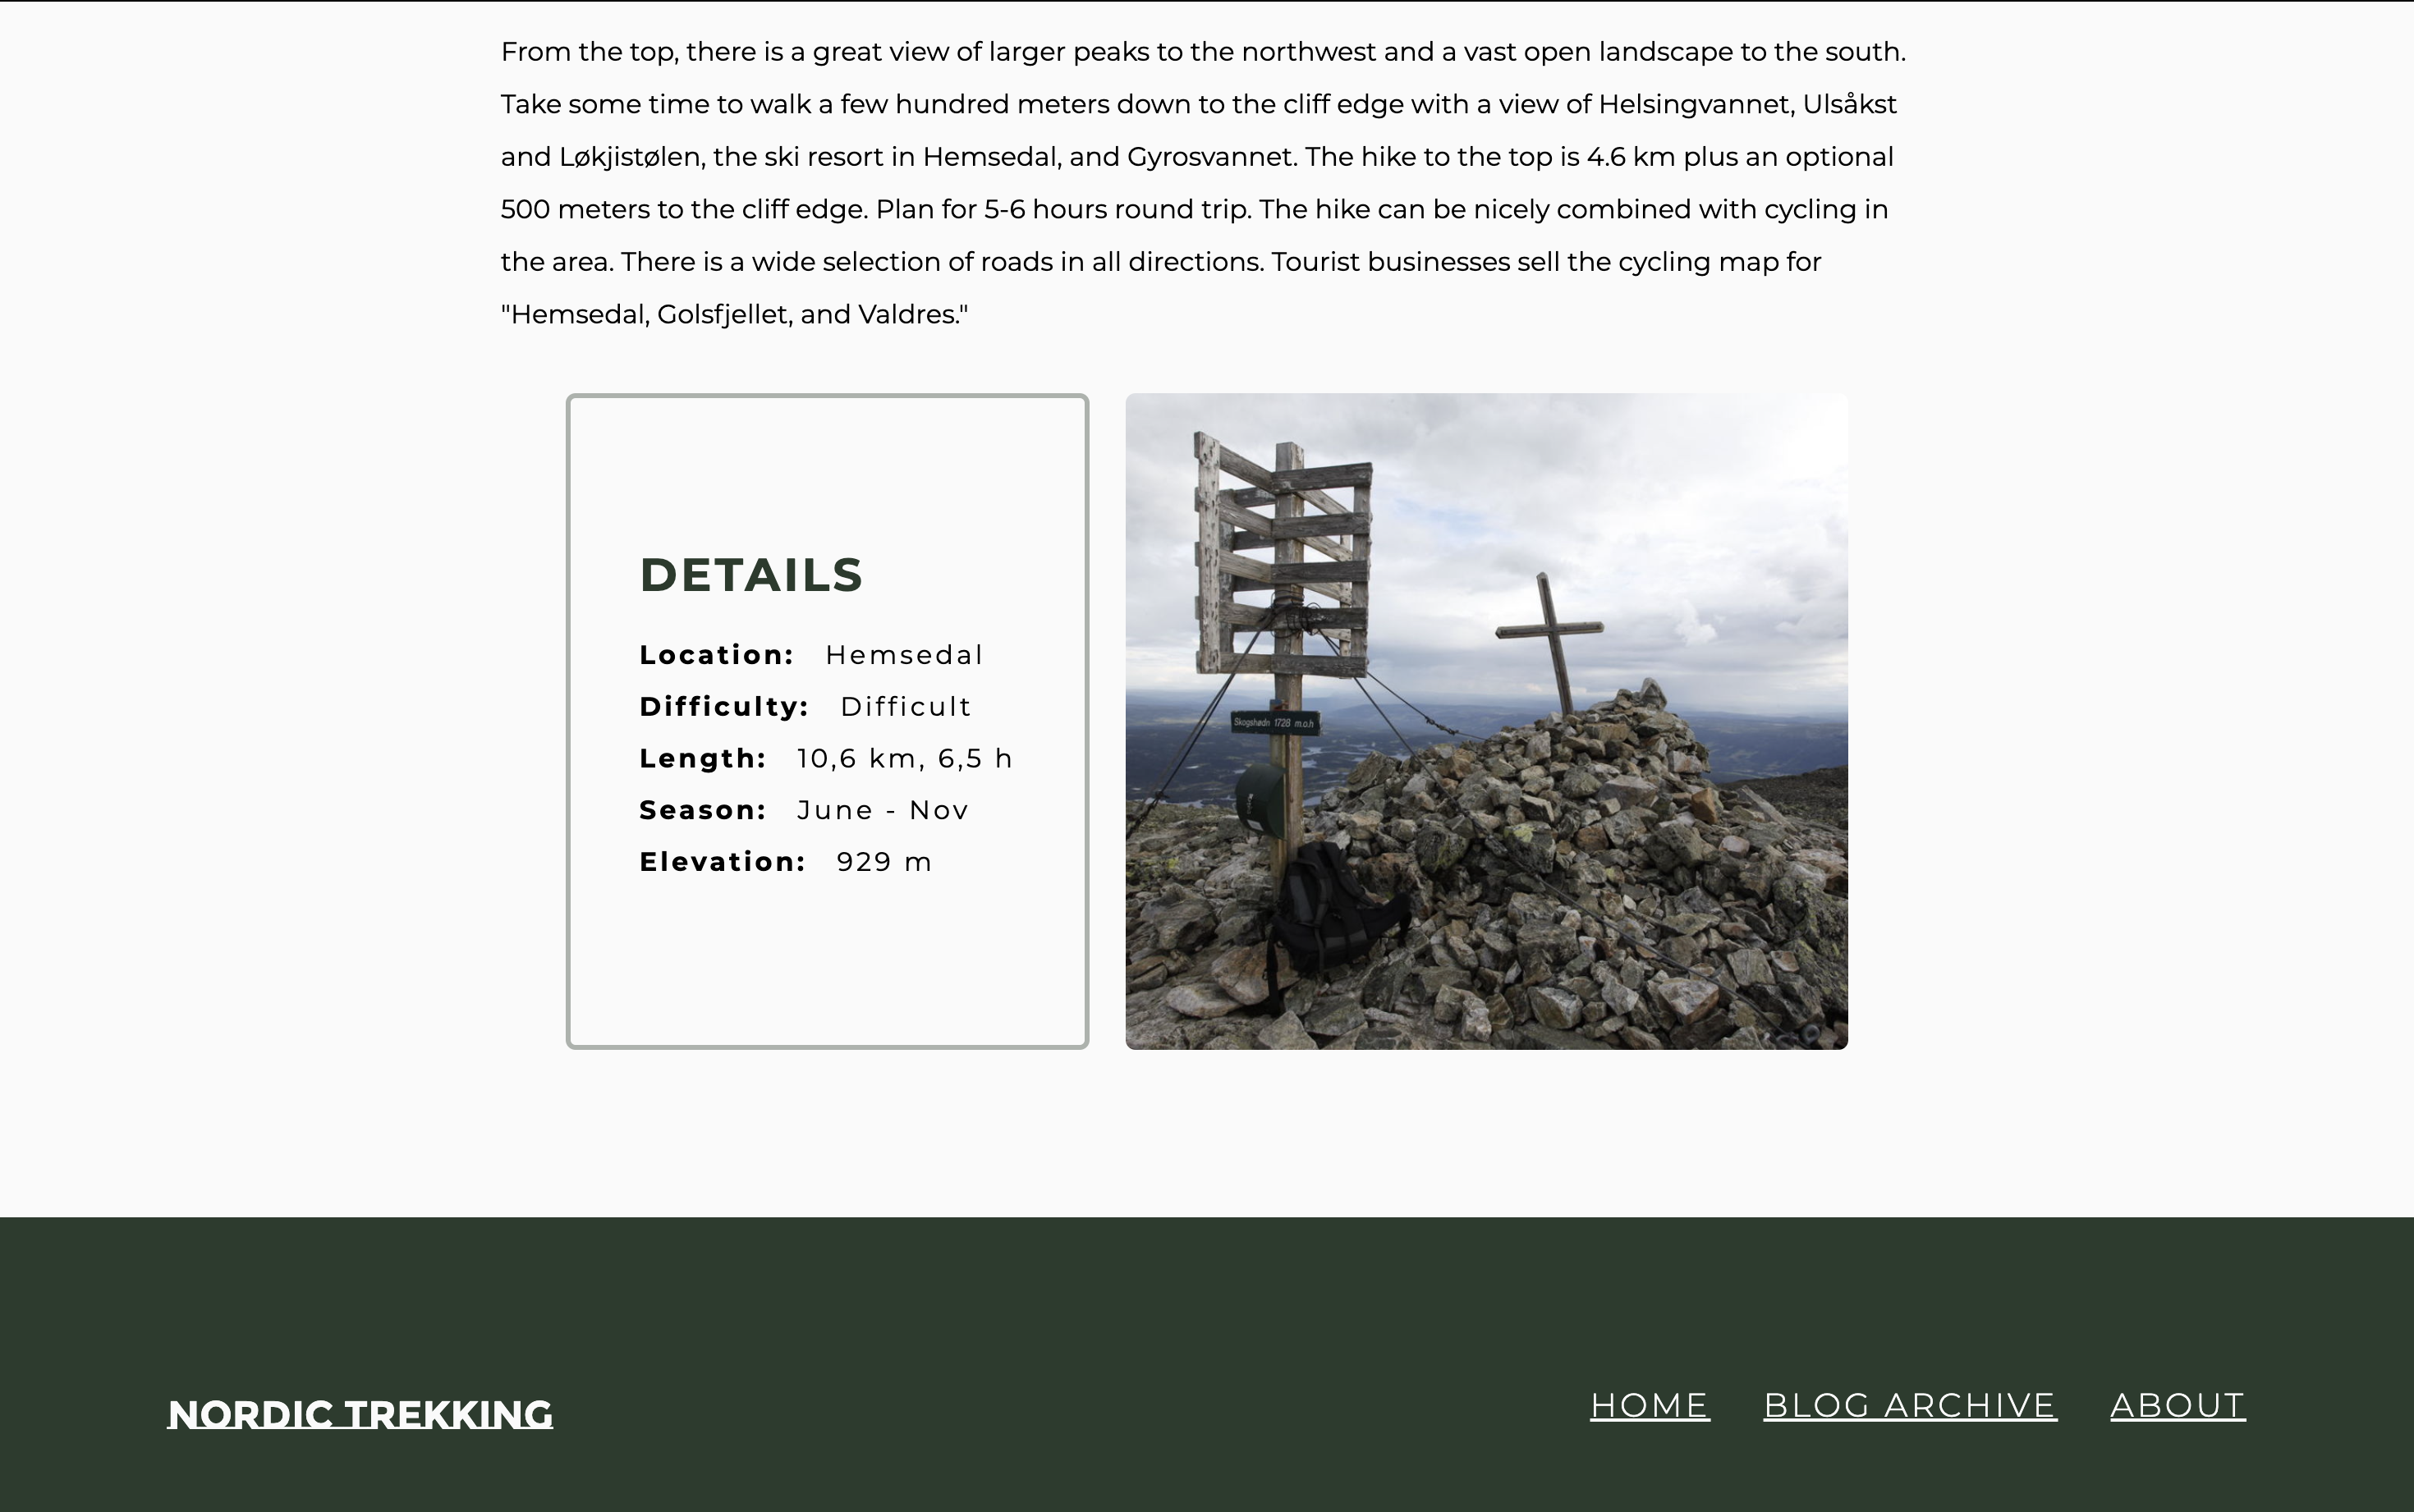 From the top, there is a great view of larger peaks to the northwest and a vast open landscape to the south.
Take some time to walk a few hundred meters down to the cliff edge with a view of Helsingvannet, Ulsåkst
and Løkjistølen, the ski resort in Hemsedal, and Gyrosvannet. The hike to the top is 4.6 km plus an optional
500 meters to the cliff edge. Plan for 5-6 hours round trip. The hike can be nicely combined with cycling in
the area. There is a wide selection of roads in all directions. Tourist businesses sell the cycling map for
"Hemsedal, Golsfjellet, and Valdres."
DETAILS
Location: Hemsedal
Difficulty: Difficult
Length: 10,6 km, 6,5 h
Season: June - Nov
Elevation: 929 m
Skogshødn 1728 m.o.h
NORDIC TREKKING
HOME BLOG ARCHIVE ABOUT